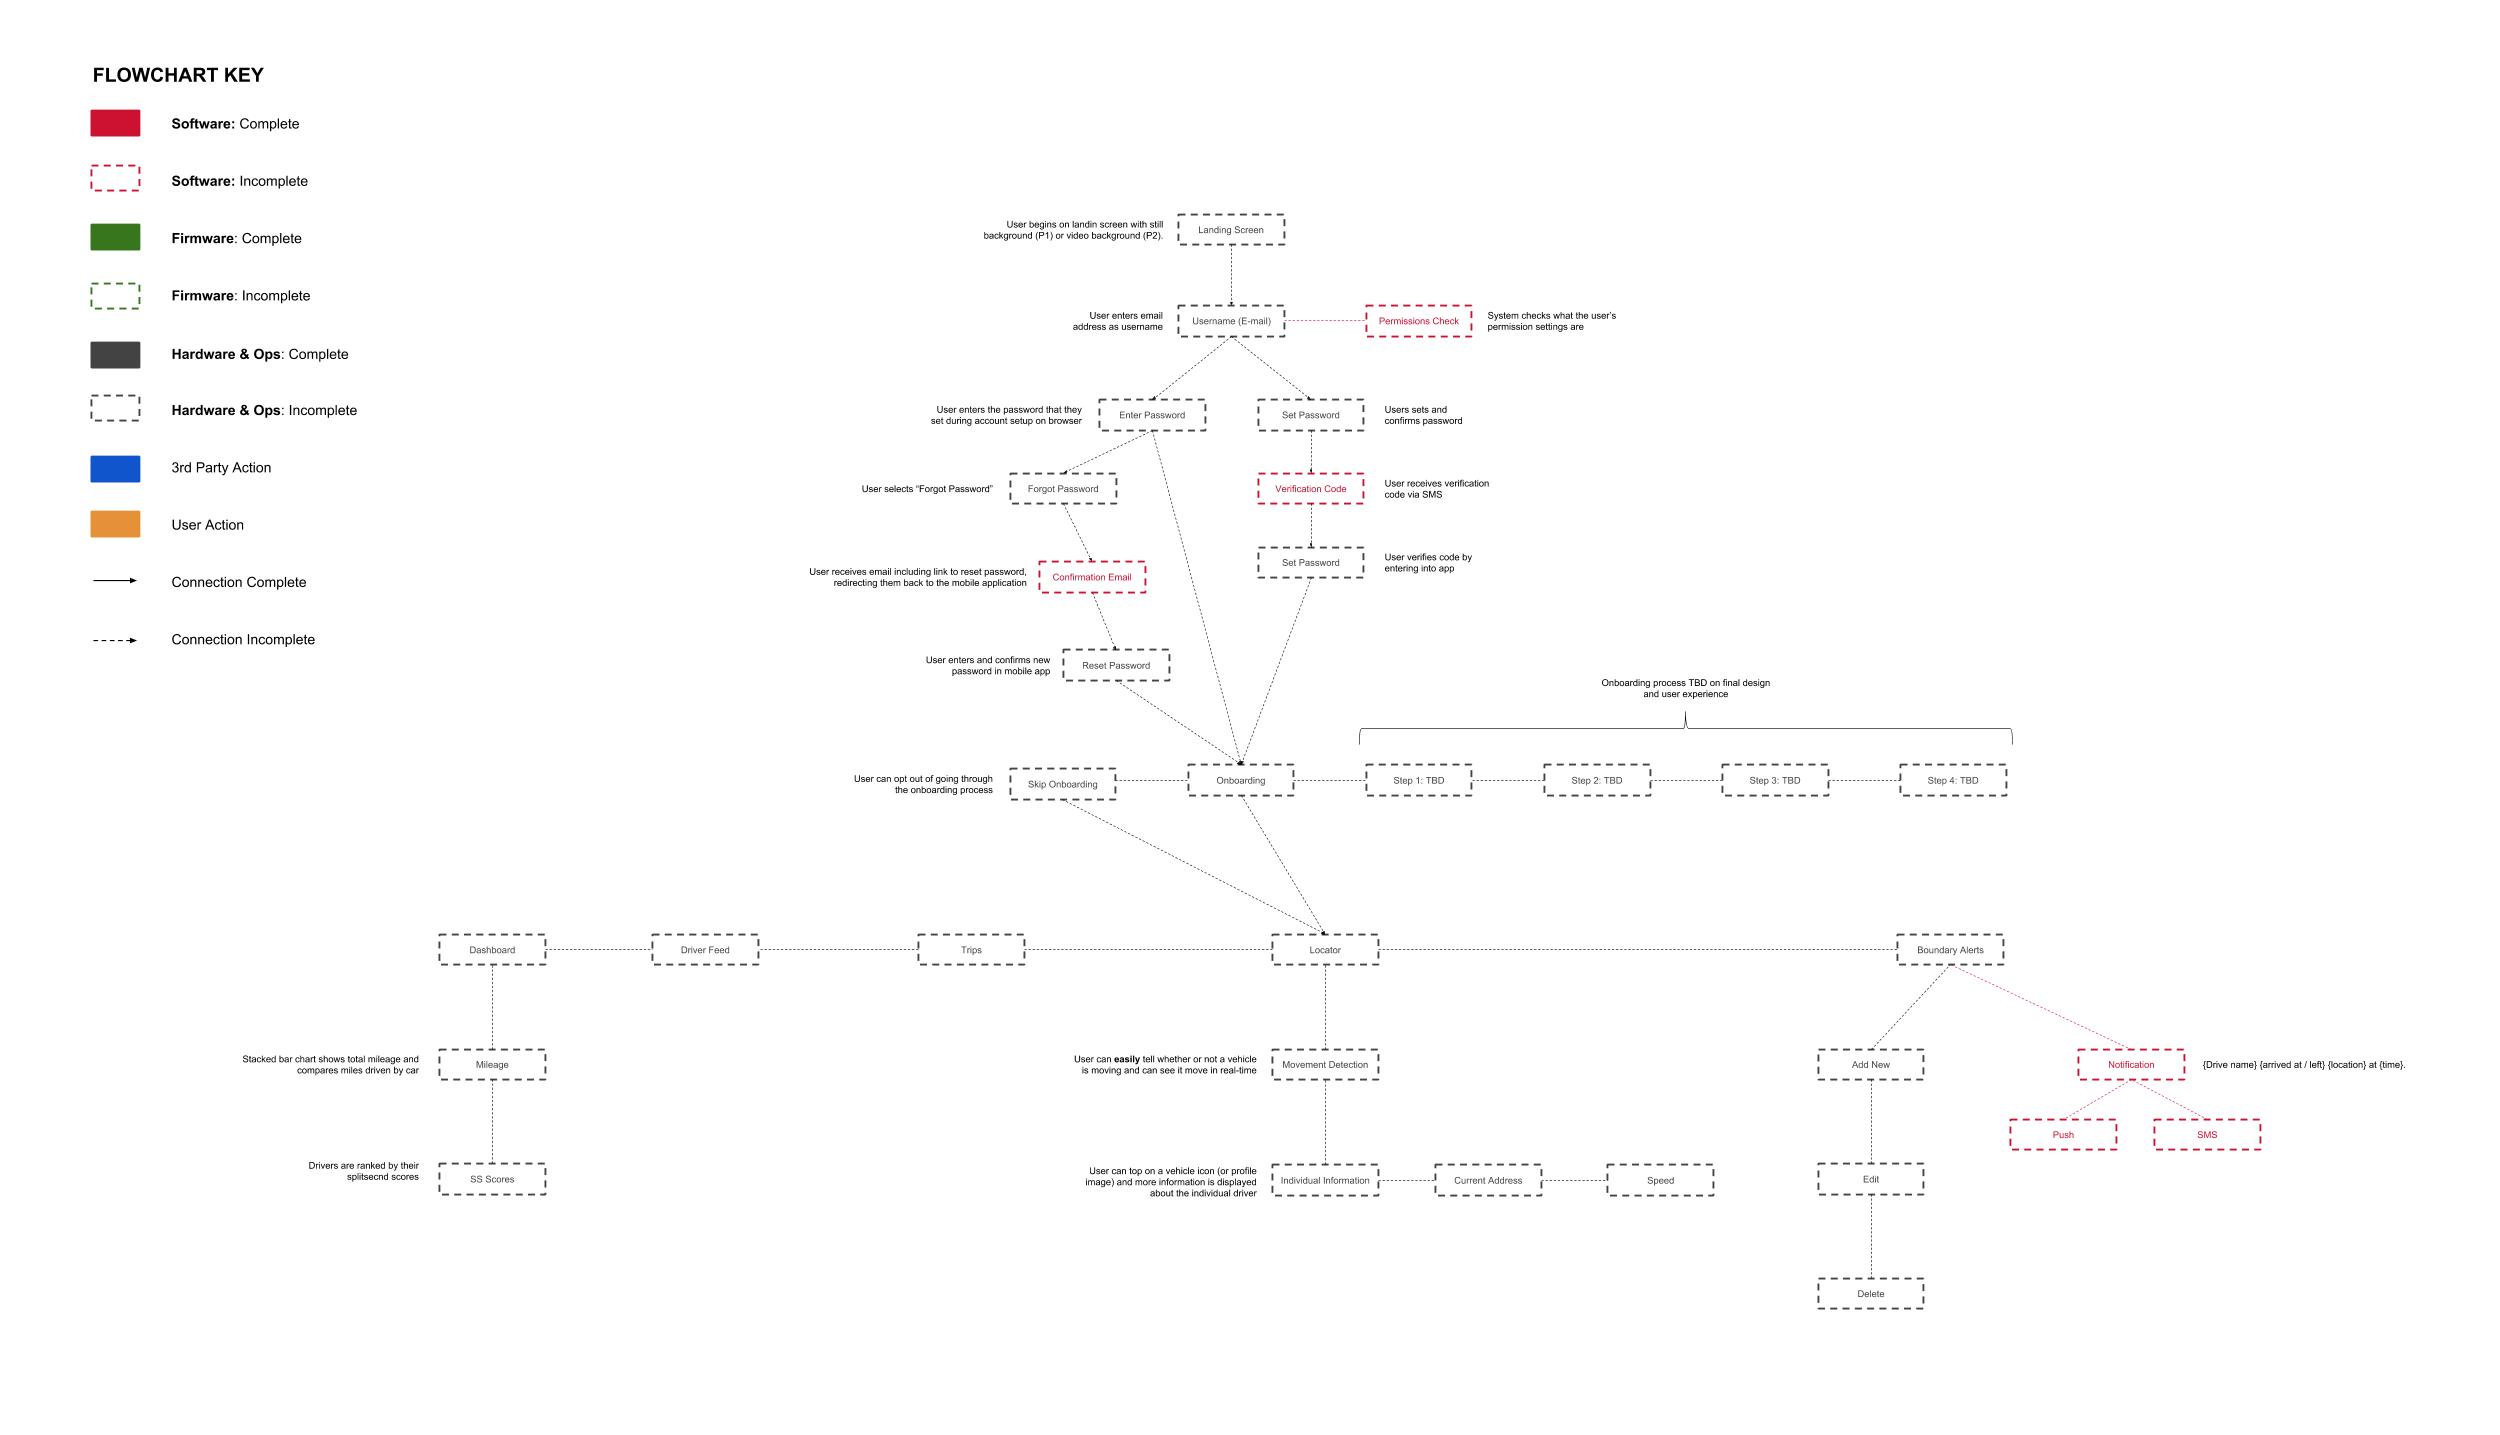 FLOWCHART KEY
Software: Complete
Software: Incomplete
Firmware: Complete
Firmware: Incomplete
Hardware & Ops: Complete
Hardware & Ops: Incomplete
3rd Party Action
User Action
Connection Complete
Connection Incomplete
User begins on landin screen with still
background (P1) or video background (P2).
Landing Screen
User enters email
address as username
Username (E-mail)
Permissions Check
System checks what the user's
permission settings are
User enters the password that they
set during account setup on browser
Enter Password
Set Password
Users sets and
confirms password
User selects “Forgot Password”
Forgot Password
Verification Code
User receives verification
code via SMS
User receives email including link to reset password,
redirecting them back to the mobile application
Confirmation Email
Set Password
User verifies code by
entering into app
User enters and confirms new
password in mobile app
Reset Password
Onboarding process TBD on final design
and user experience
User can opt out of going through
the onboarding process
Skip Onboarding
Onboarding
Step 1: TBD
Step 2: TBD
Step 3: TBD
Step 4: TBD
Dashboard
Driver Feed
Trips
Locator
Boundary Alerts
Stacked bar chart shows total mileage and
compares miles driven by car
Mileage
User can easily tell whether or not a vehicle
is moving and can see it move in real-time
Movement Detection
Add New
Notification
{Drive name} {arrived at / left} {location} at {time}.
Push
SMS
Drivers are ranked by their
splitsecnd scores
SS Scores
User can top on a vehicle icon (or profile
image) and more information is displayed
about the individual driver
Individual Information
Current Address
Speed
Edit
Delete